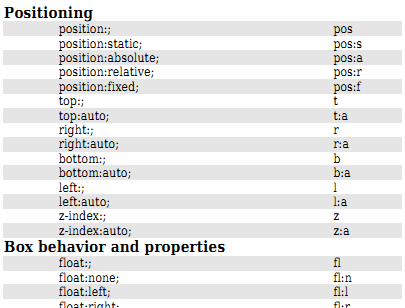 Positioning
position:; pos
position:static; pos:s
position:absolute; pos:a
position:relative; pos:r
position:fixed; pos:f
top:; t
top:auto; t:a
right:; r
right:auto; r:a
bottom:; b
bottom:auto; b:a
left:; l
left:auto; l:a
z-index:; z
z-index:auto; z:a
Box behavior and properties
float:; fl
float:none; fl:n
float:left; fl:l
float:right; fl:r